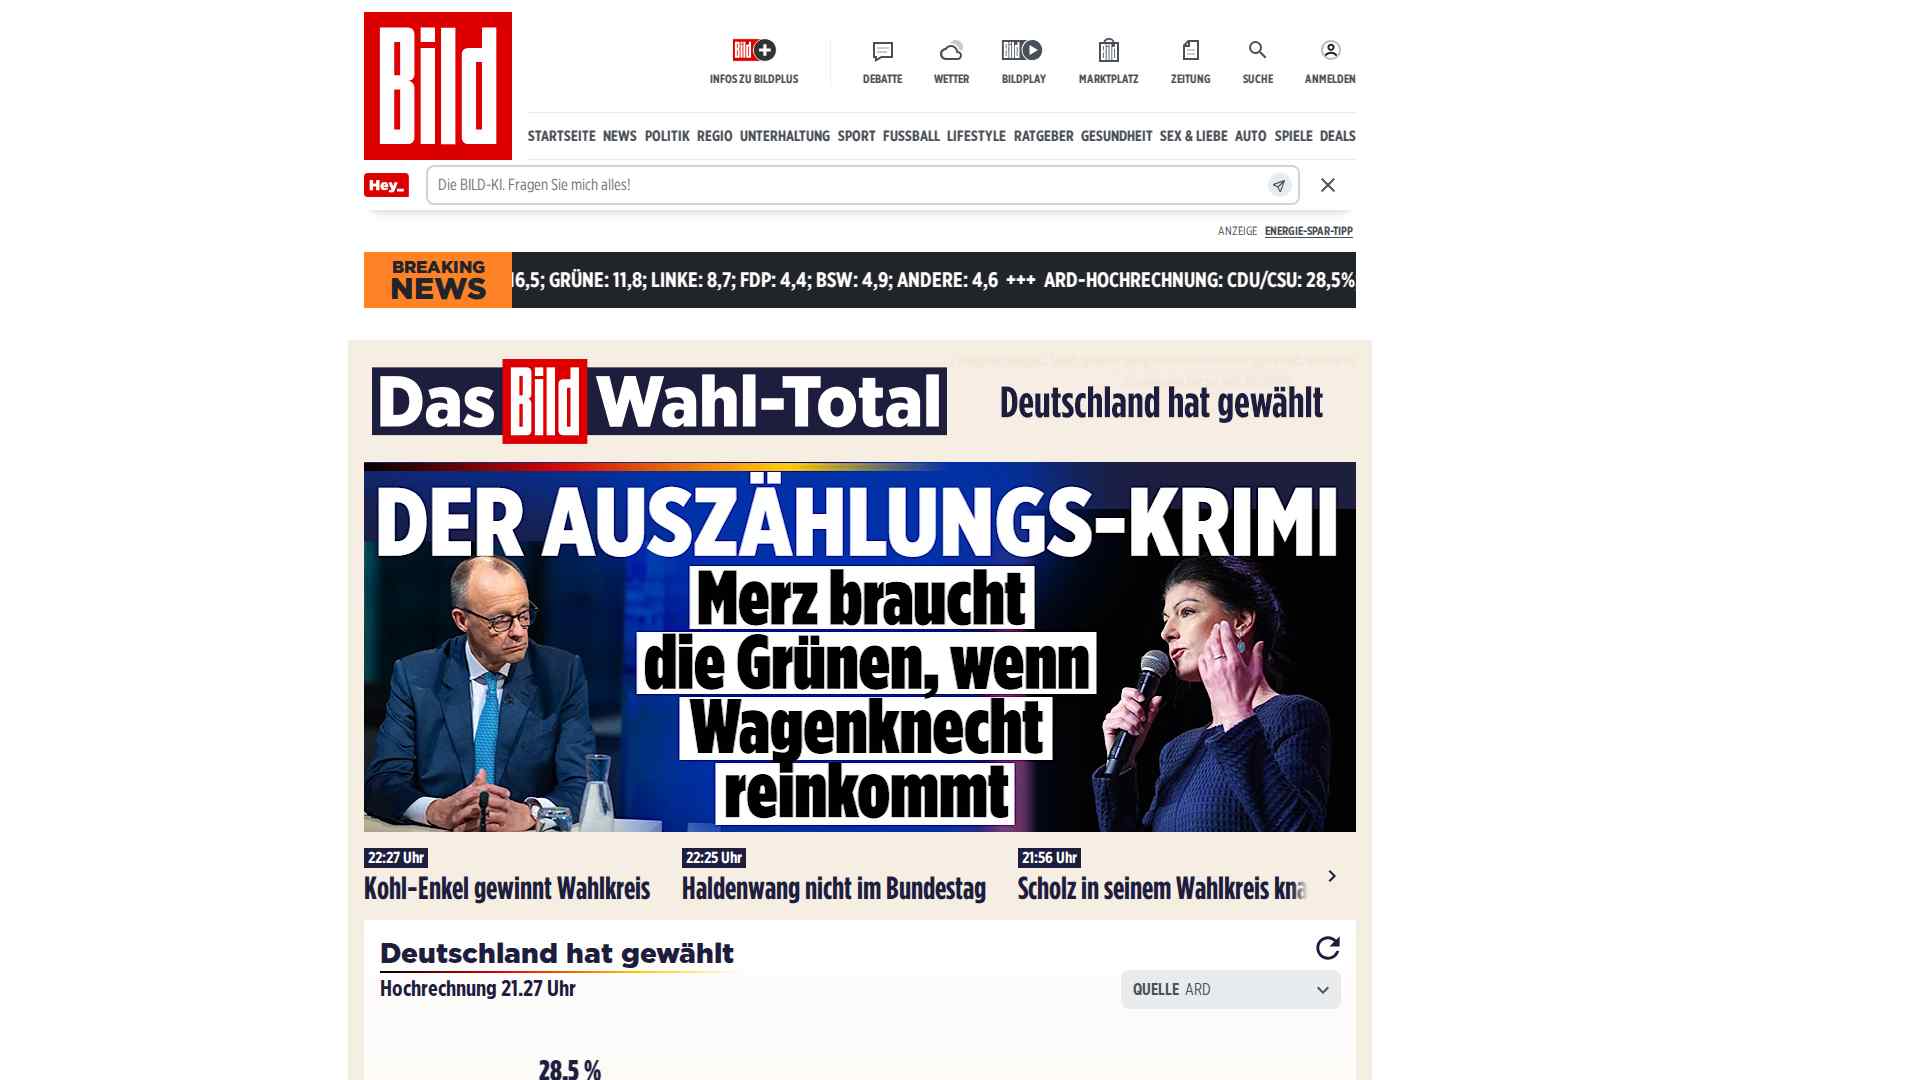 Bild
Bild+
INFOS ZU BILDPLUS
DEBATTE
WETTER
Bild
BILDPLAY
Bild
MARKTPLATZ
ZEITUNG
SUCHE
ANMELDEN
STARTSEITE NEWS POLITIK REGIO UNTERHALTUNG SPORT FUSSBALL LIFESTYLE RATGEBER GESUNDHEIT SEX & LIEBE AUTO SPIELE DEALS
Hey_
Die BILD-KI. Fragen Sie mich alles!
ANZEIGE ENERGIE-SPAR-TIPP
BREAKING
NEWS
16,5; GRÜNE: 11,8; LINKE: 8,7; FDP: 4,4; BSW: 4,9; ANDERE: 4,6 +++ ARD-HOCHRECHNUNG: CDU/CSU: 28,5%
Das Bild Wahl-Total
Deutschland hat gewählt
DER AUSZÄHLUNGS-KRIMI
Merz braucht
die Grünen, wenn
Wagenknecht
reinkommt
22:27 Uhr
Kohl-Enkel gewinnt Wahlkreis
22:25 Uhr
Haldenwang nicht im Bundestag
21:56 Uhr
Scholz in seinem Wahlkreis kna
Deutschland hat gewählt
Hochrechnung 21.27 Uhr
QUELLE ARD
28,5 %